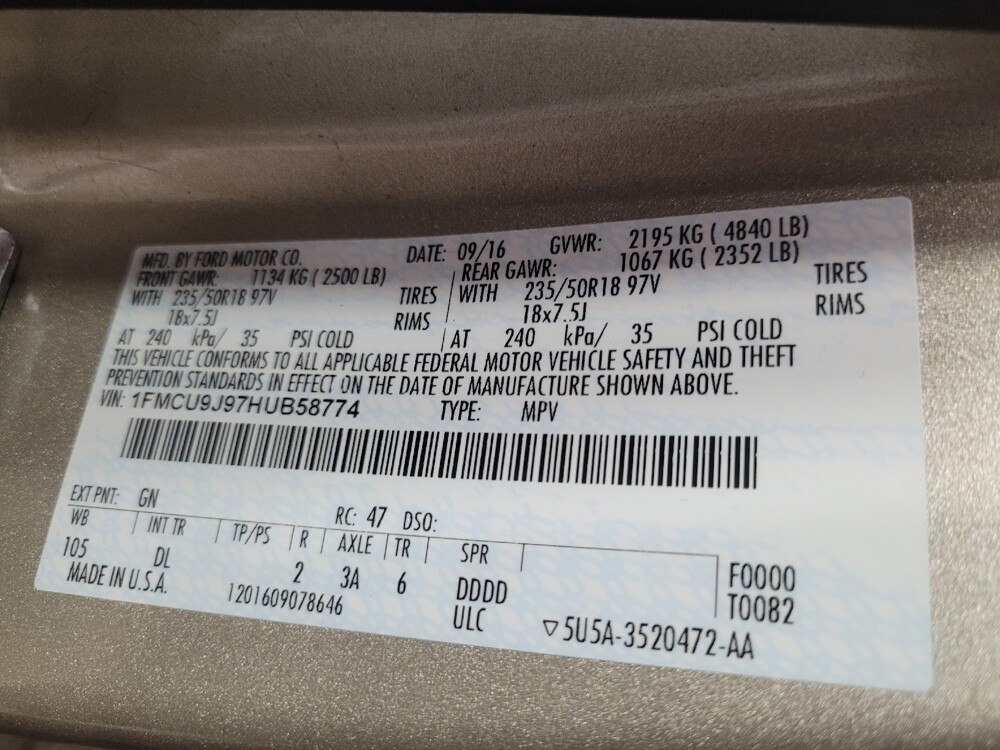 MFD. BY FORD MOTOR CO. DATE: 09/16 GVWR: 2195 KG ( 4840 LB)
FRONT GAWR: 1134 KG ( 2500 LB) REAR GAWR: 1067 KG ( 2352 LB)
WITH 235/50R18 97V TIRES WITH 235/50R18 97V TIRES
18x7.5J RIMS 18x7.5J RIMS
AT 240 kPa/ 35 PSI COLD AT 240 kPa/ 35 PSI COLD
THIS VEHICLE CONFORMS TO ALL APPLICABLE FEDERAL MOTOR VEHICLE SAFETY AND THEFT
PREVENTION STANDARDS IN EFFECT ON THE DATE OF MANUFACTURE SHOWN ABOVE.
VIN: 1FMCU9J97HUB58774 TYPE: MPV
EXT PNT: GN RC: 47 DSO:
WB INT TR TP/PS R AXLE TR SPR
105 DL 2 3A 6 DDDD F0000
MADE IN U.S.A. 1201609078646 ULC T0082
▽5U5A-3520472-AA